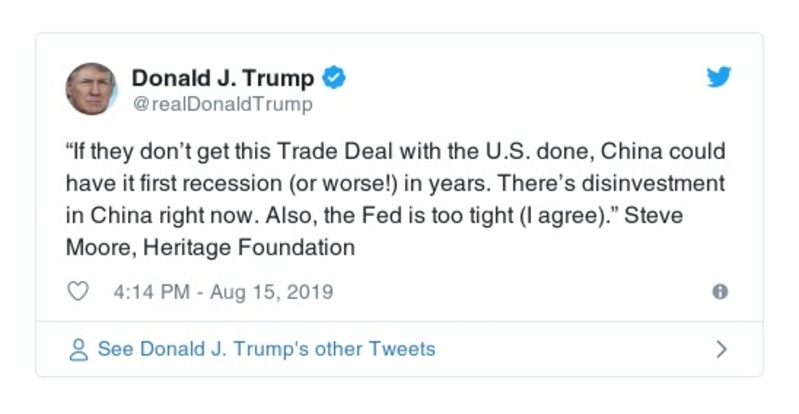 Donald J. Trump
@realDonaldTrump
“If they don’t get this Trade Deal with the U.S. done, China could
have it first recession (or worse!) in years. There’s disinvestment
in China right now. Also, the Fed is too tight (I agree).” Steve
Moore, Heritage Foundation
4:14 PM - Aug 15, 2019
See Donald J. Trump's other Tweets